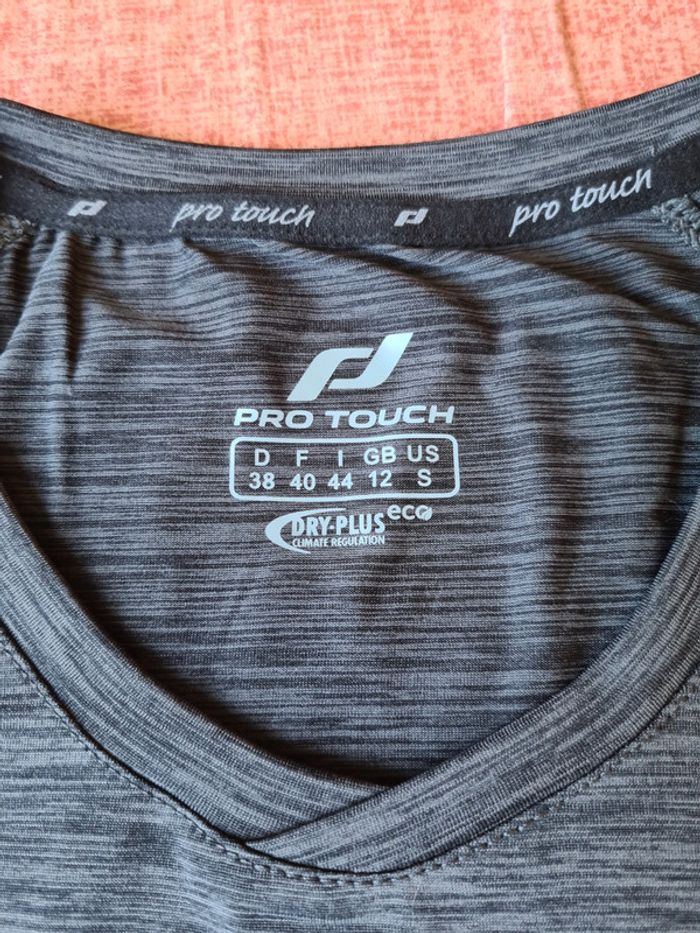 pro touch pro touch
PRO TOUCH
D F I GB US
38 40 44 12 S
DRY-PLUS eco
CLIMATE REGULATION